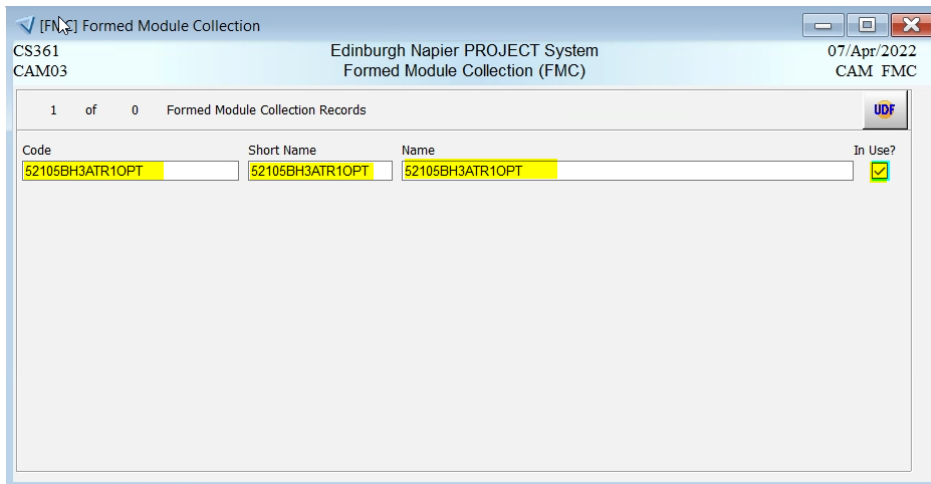 [FMC] Formed Module Collection
CS361 Edinburgh Napier PROJECT System 07/Apr/2022
CAM03 Formed Module Collection (FMC) CAM FMC
1 of 0 Formed Module Collection Records UDF
Code Short Name Name In Use?
52105BH3ATR1OPT 52105BH3ATR1OPT 52105BH3ATR1OPT